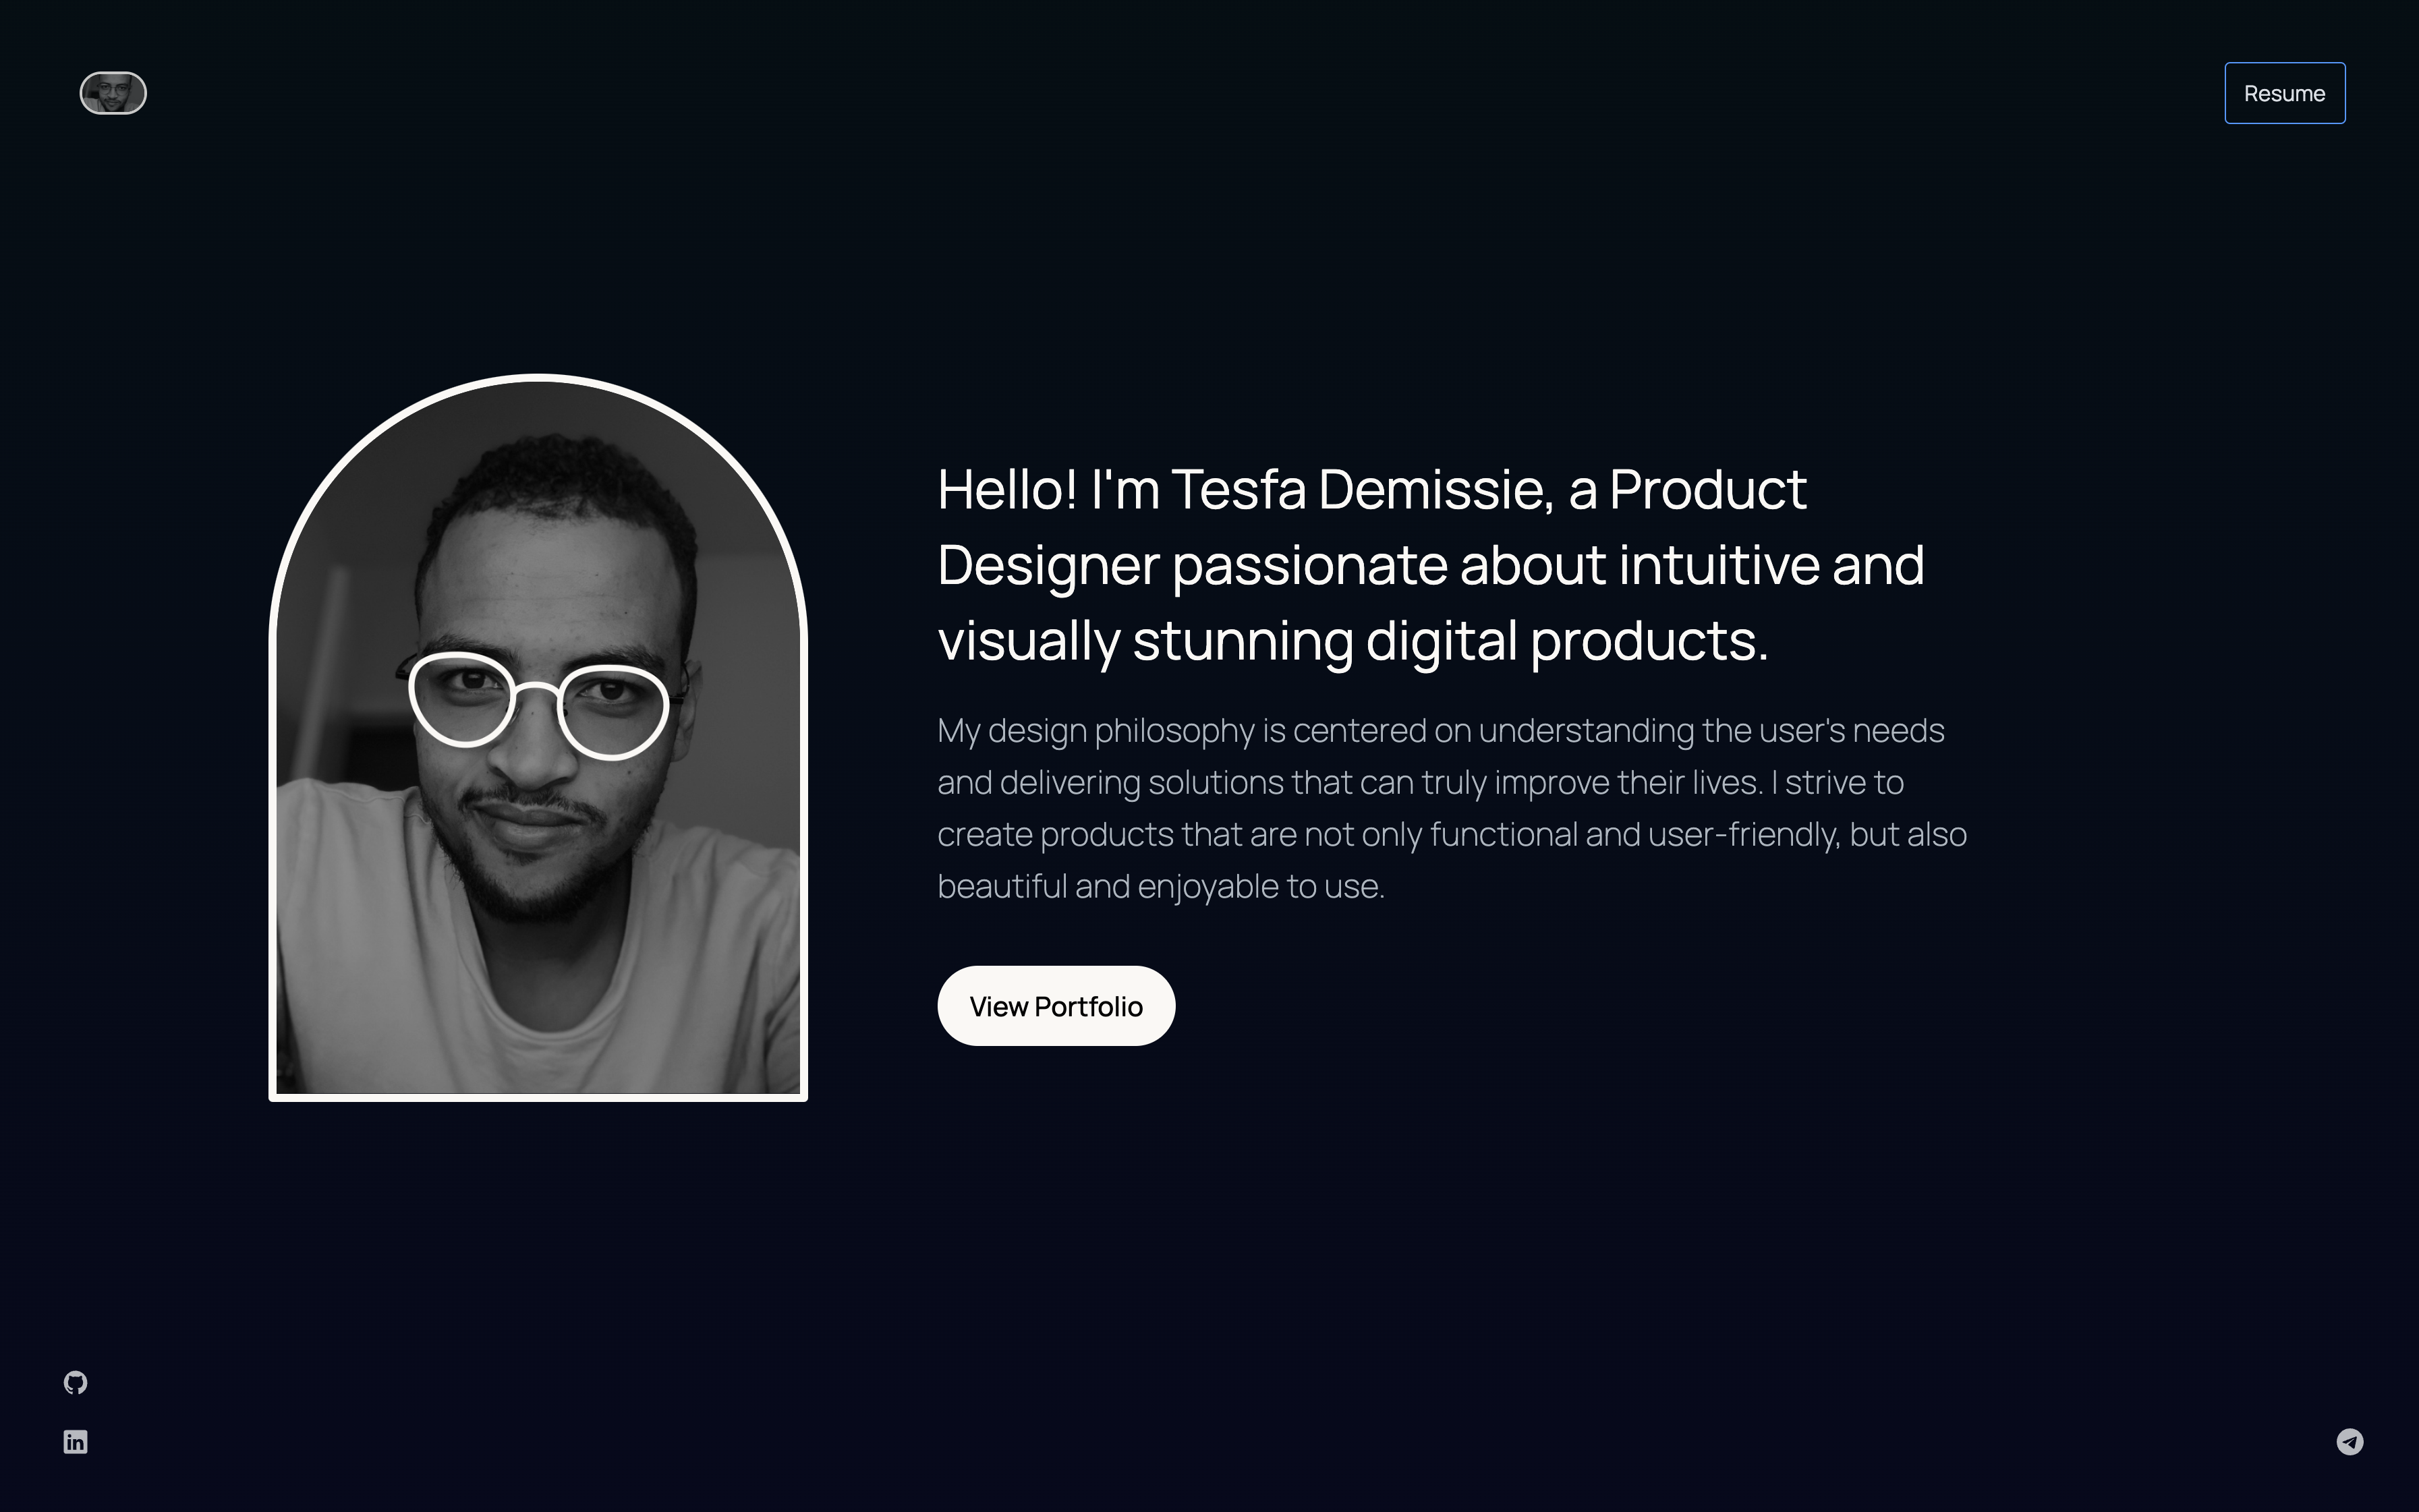 Resume
Hello! I'm Tesfa Demissie, a Product
Designer passionate about intuitive and
visually stunning digital products.
My design philosophy is centered on understanding the user's needs
and delivering solutions that can truly improve their lives. I strive to
create products that are not only functional and user-friendly, but also
beautiful and enjoyable to use.
View Portfolio
in